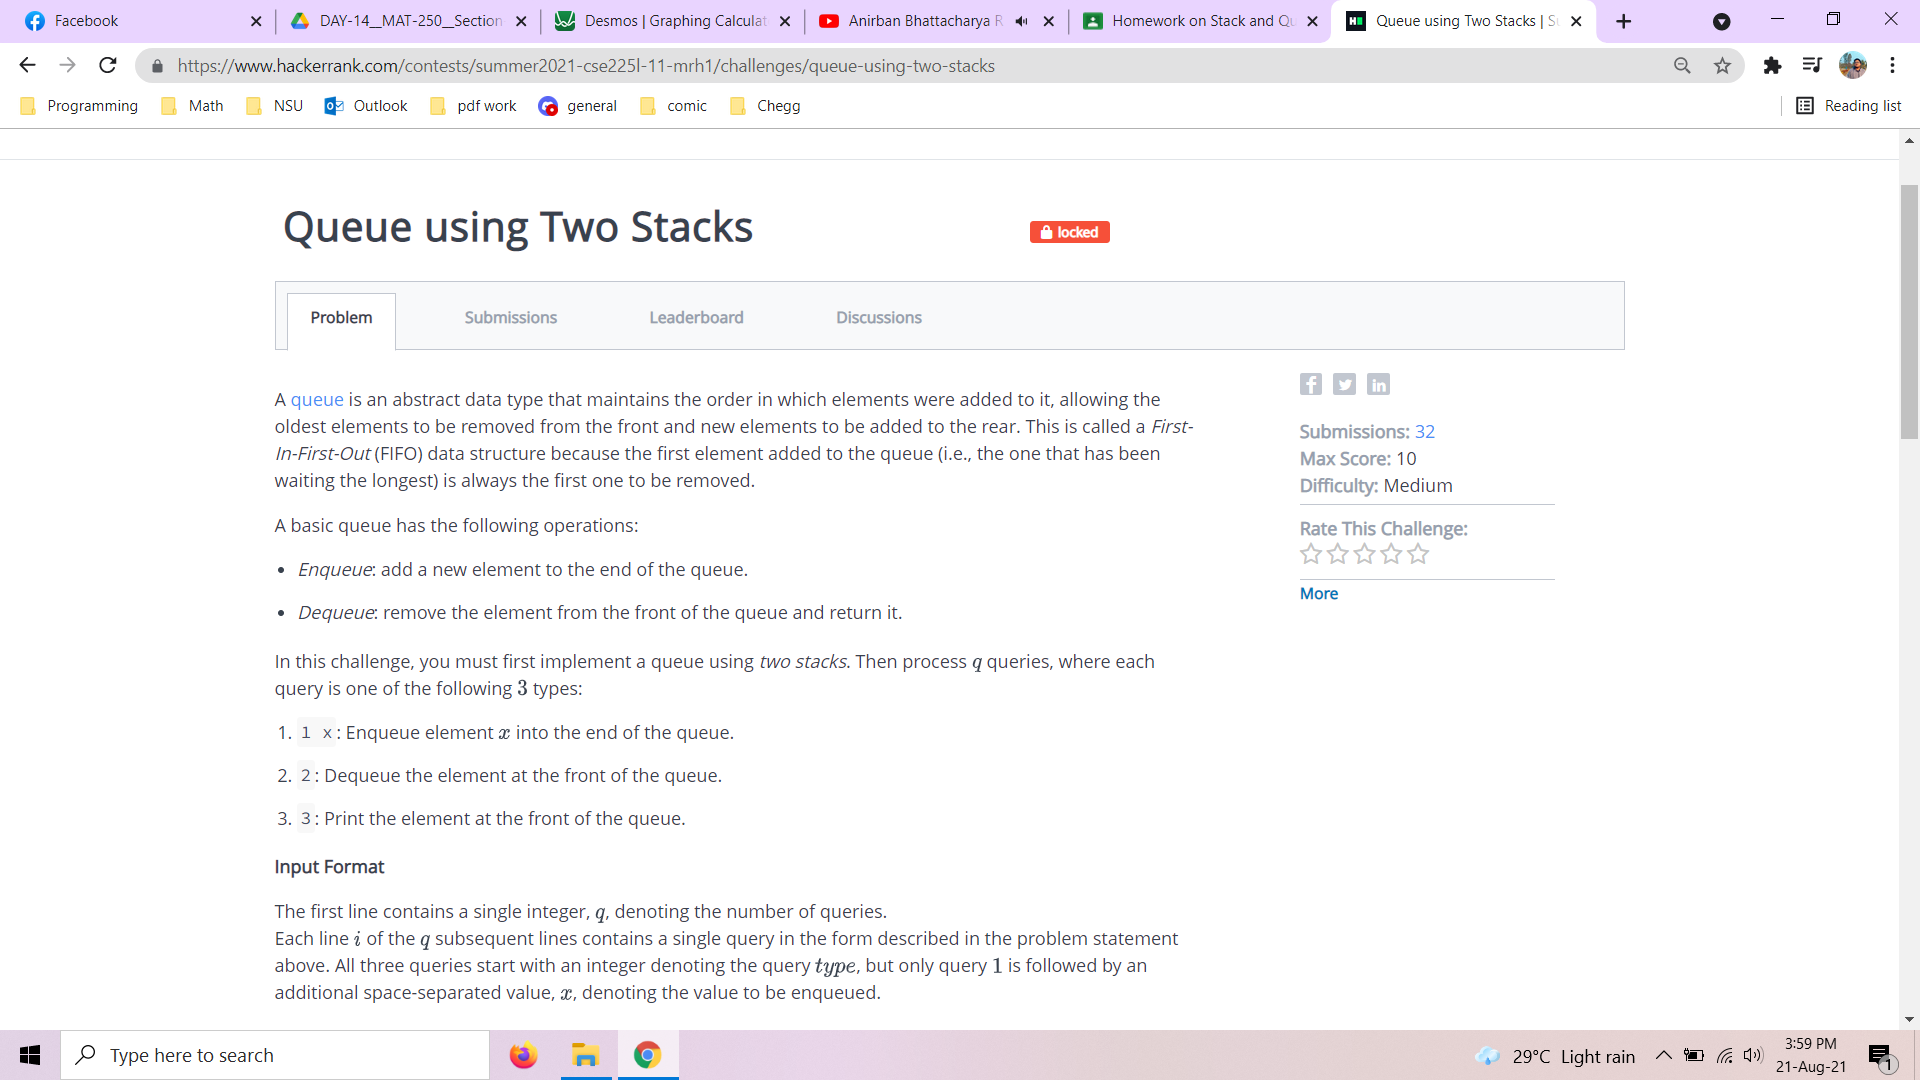 Facebook
DAY-14__MAT-250__Section
Desmos | Graphing Calculat
Anirban Bhattacharya R
Homework on Stack and Qu
Queue using Two Stacks | S
https://www.hackerrank.com/contests/summer2021-cse225l-11-mrh1/challenges/queue-using-two-stacks
Programming Math NSU Outlook pdf work general comic Chegg Reading list
Queue using Two Stacks
locked
Problem Submissions Leaderboard Discussions
A queue is an abstract data type that maintains the order in which elements were added to it, allowing the
oldest elements to be removed from the front and new elements to be added to the rear. This is called a First-
In-First-Out (FIFO) data structure because the first element added to the queue (i.e., the one that has been
waiting the longest) is always the first one to be removed.
A basic queue has the following operations:
• Enqueue: add a new element to the end of the queue.
• Dequeue: remove the element from the front of the queue and return it.
In this challenge, you must first implement a queue using two stacks. Then process q queries, where each
query is one of the following 3 types:
1. 1 x : Enqueue element x into the end of the queue.
2. 2 : Dequeue the element at the front of the queue.
3. 3 : Print the element at the front of the queue.
Input Format
The first line contains a single integer, q, denoting the number of queries.
Each line i of the q subsequent lines contains a single query in the form described in the problem statement
above. All three queries start with an integer denoting the query type, but only query 1 is followed by an
additional space-separated value, x, denoting the value to be enqueued.
Submissions: 32
Max Score: 10
Difficulty: Medium
Rate This Challenge:
More
Type here to search
29°C Light rain
3:59 PM
21-Aug-21
1